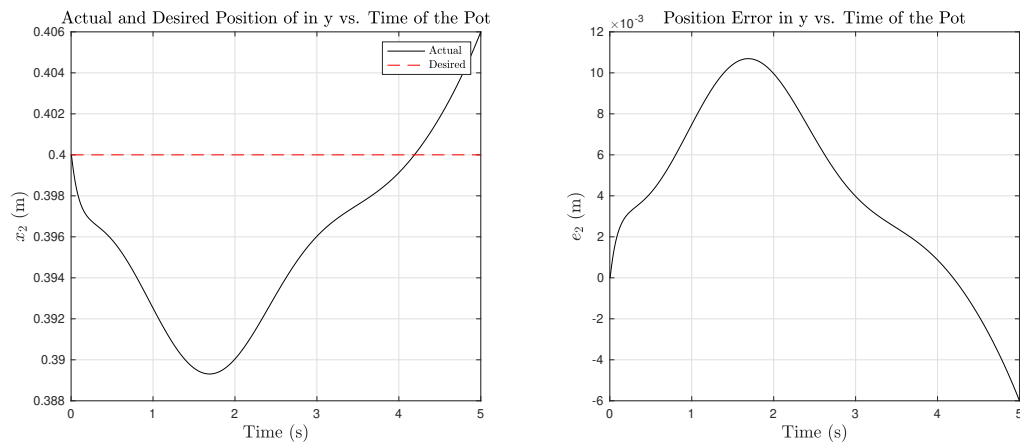 Actual and Desired Position of in y vs. Time of the Pot
0.406
0.404
0.402
0.4
0.398
0.396
0.394
0.392
0.39
0.388
x₂ (m)
Actual
Desired
0 1 2 3 4 5
Time (s)
Position Error in y vs. Time of the Pot
×10⁻³
12
10
8
6
4
2
0
-2
-4
-6
e₂ (m)
0 1 2 3 4 5
Time (s)